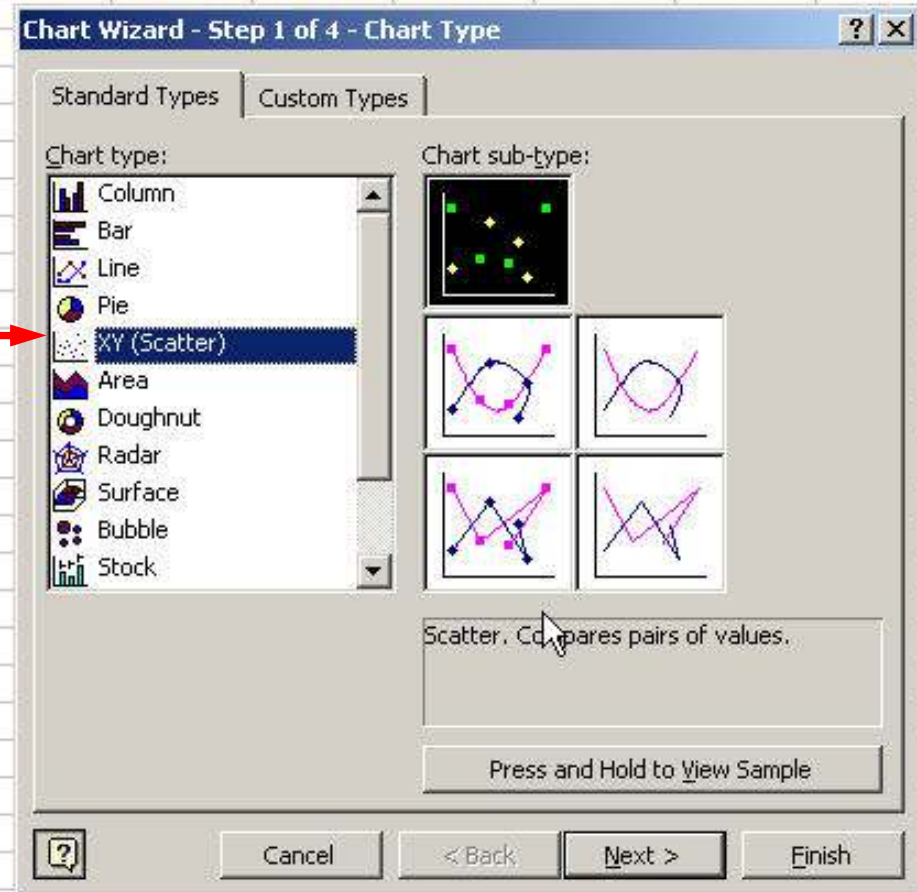 Chart Wizard - Step 1 of 4 - Chart Type
?
Standard Types
Custom Types
Chart type:
Column
Bar
Line
Pie
XY (Scatter)
Area
Doughnut
Radar
Surface
Bubble
Stock
Chart sub-type:
Scatter. Compares pairs of values.
Press and Hold to View Sample
?
Cancel
< Back
Next >
Finish